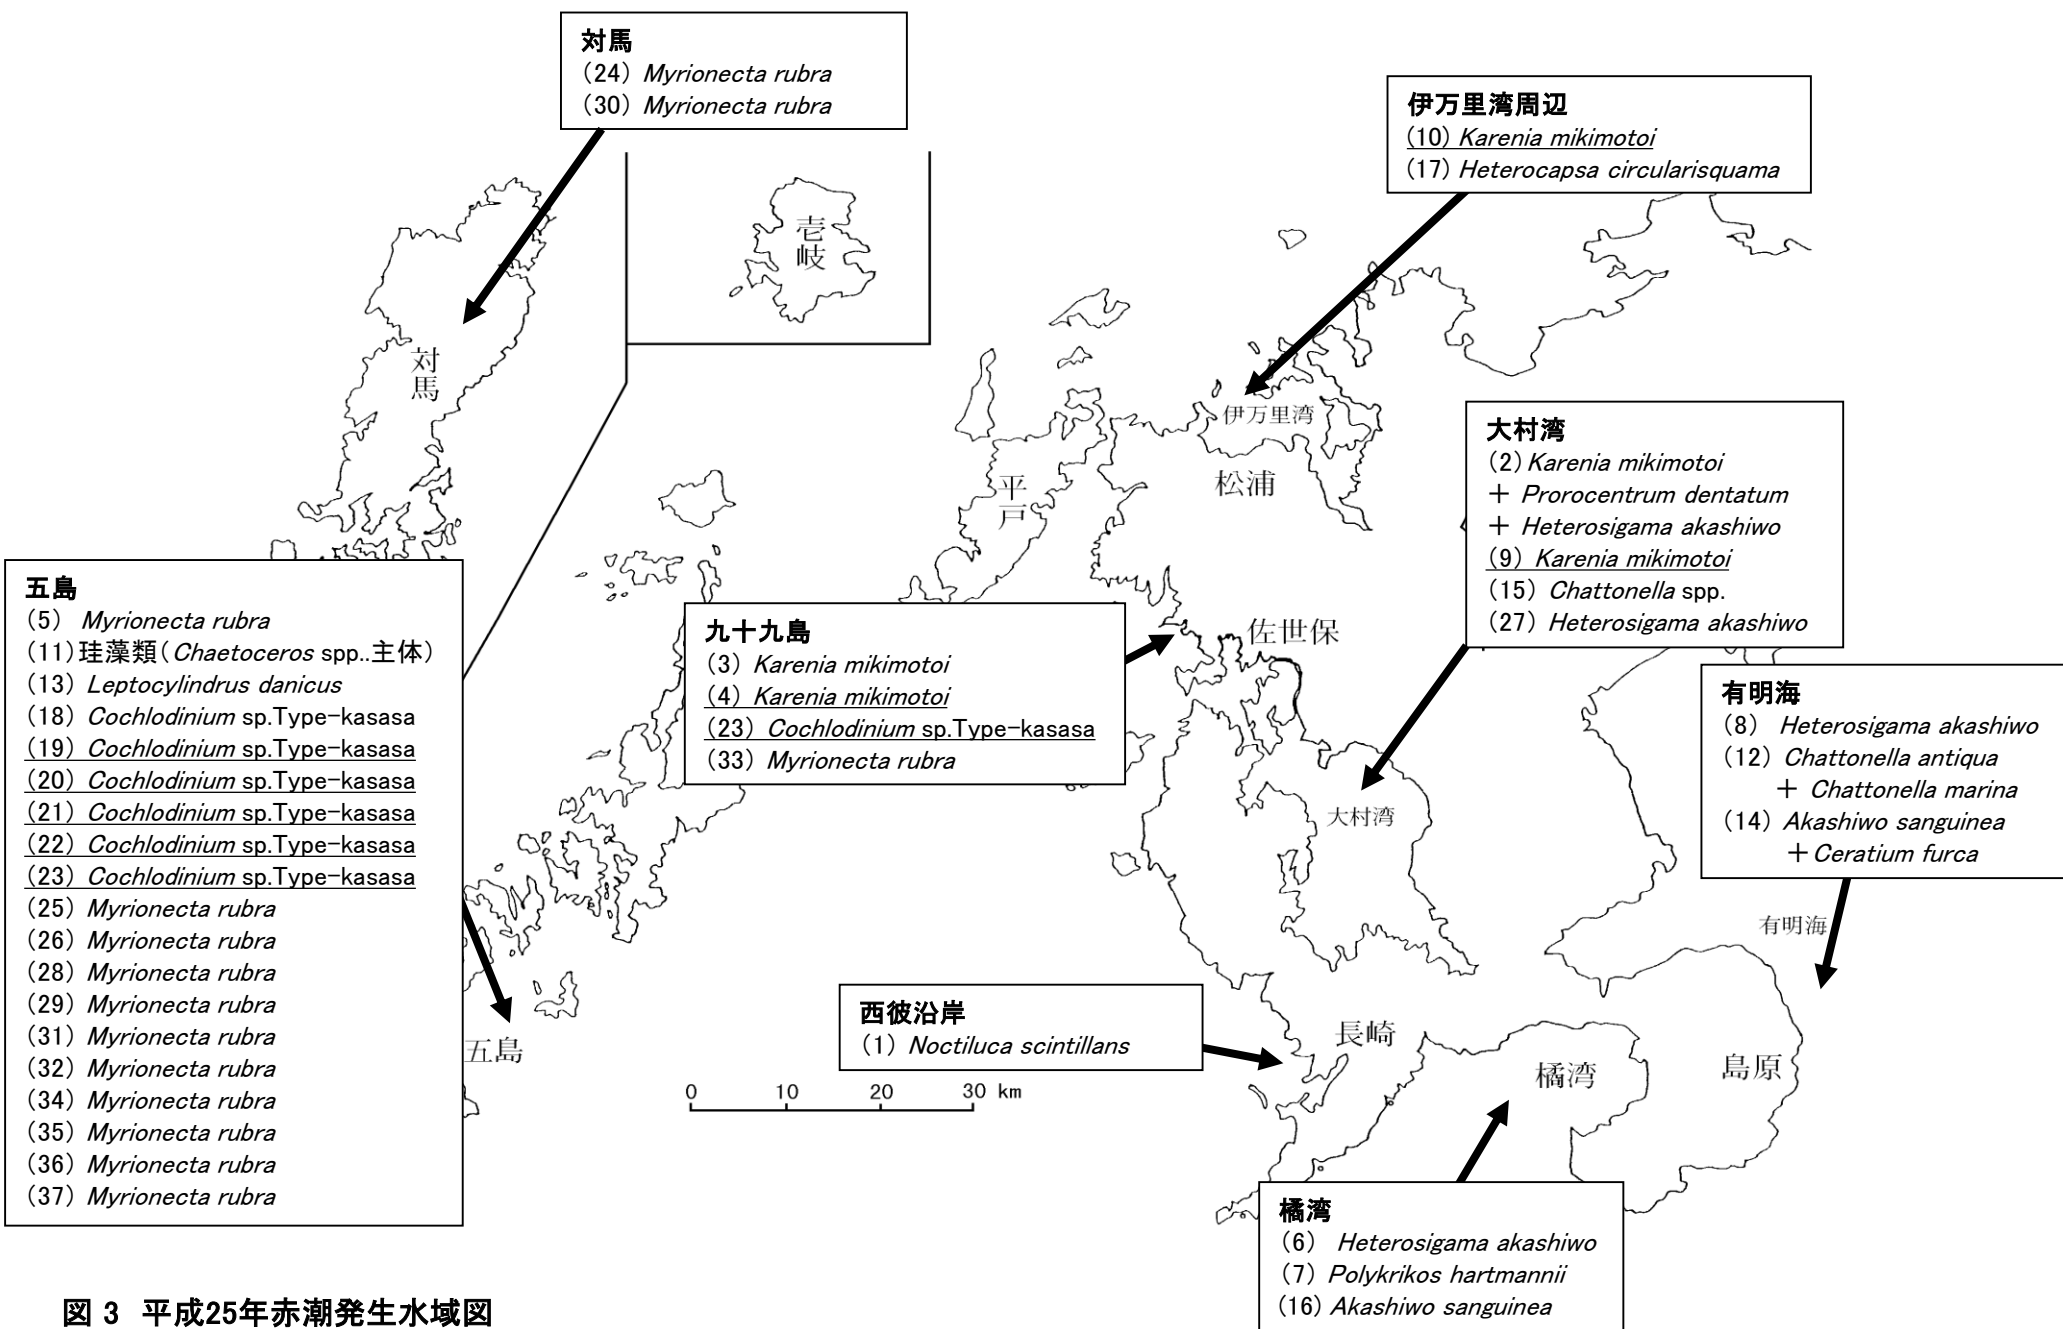 対馬
(24) Myrionecta rubra
(30) Myrionecta rubra
伊万里湾周辺
(10) Karenia mikimotoi
(17) Heterocapsa circularisquama
壱岐
対馬
伊万里湾
松浦
平戸
大村湾
(2) Karenia mikimotoi
+ Prorocentrum dentatum
+ Heterosigama akashiwo
(9) Karenia mikimotoi
(15) Chattonella spp.
(27) Heterosigama akashiwo
五島
(5) Myrionecta rubra
(11)珪藻類(Chaetoceros spp..主体)
(13) Leptocylindrus danicus
(18) Cochlodinium sp.Type-kasasa
(19) Cochlodinium sp.Type-kasasa
(20) Cochlodinium sp.Type-kasasa
(21) Cochlodinium sp.Type-kasasa
(22) Cochlodinium sp.Type-kasasa
(23) Cochlodinium sp.Type-kasasa
(25) Myrionecta rubra
(26) Myrionecta rubra
(28) Myrionecta rubra
(29) Myrionecta rubra
(31) Myrionecta rubra
(32) Myrionecta rubra
(34) Myrionecta rubra
(35) Myrionecta rubra
(36) Myrionecta rubra
(37) Myrionecta rubra
九十九島
(3) Karenia mikimotoi
(4) Karenia mikimotoi
(23) Cochlodinium sp.Type-kasasa
(33) Myrionecta rubra
佐世保
有明海
(8) Heterosigama akashiwo
(12) Chattonella antiqua
+ Chattonella marina
(14) Akashiwo sanguinea
+Ceratium furca
大村湾
有明海
西彼沿岸
(1) Noctiluca scintillans
五島
長崎
橘湾
島原
0 10 20 30 km
橘湾
(6) Heterosigama akashiwo
(7) Polykrikos hartmannii
(16) Akashiwo sanguinea
図 3 平成25年赤潮発生水域図